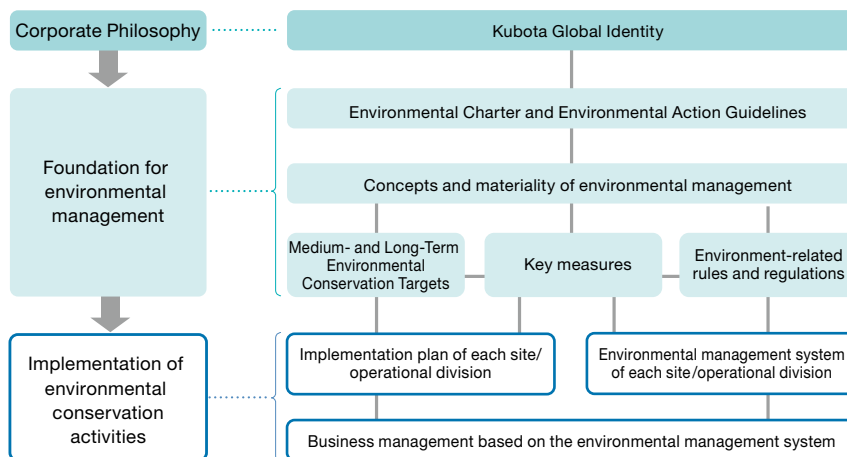 Corporate Philosophy
Kubota Global Identity
Foundation for
environmental
management
Environmental Charter and Environmental Action Guidelines
Concepts and materiality of environmental management
Medium- and Long-Term
Environmental
Conservation Targets
Key measures
Environment-related
rules and regulations
Implementation of
environmental
conservation
activities
Implementation plan of each site/
operational division
Environmental management system
of each site/operational division
Business management based on the environmental management system